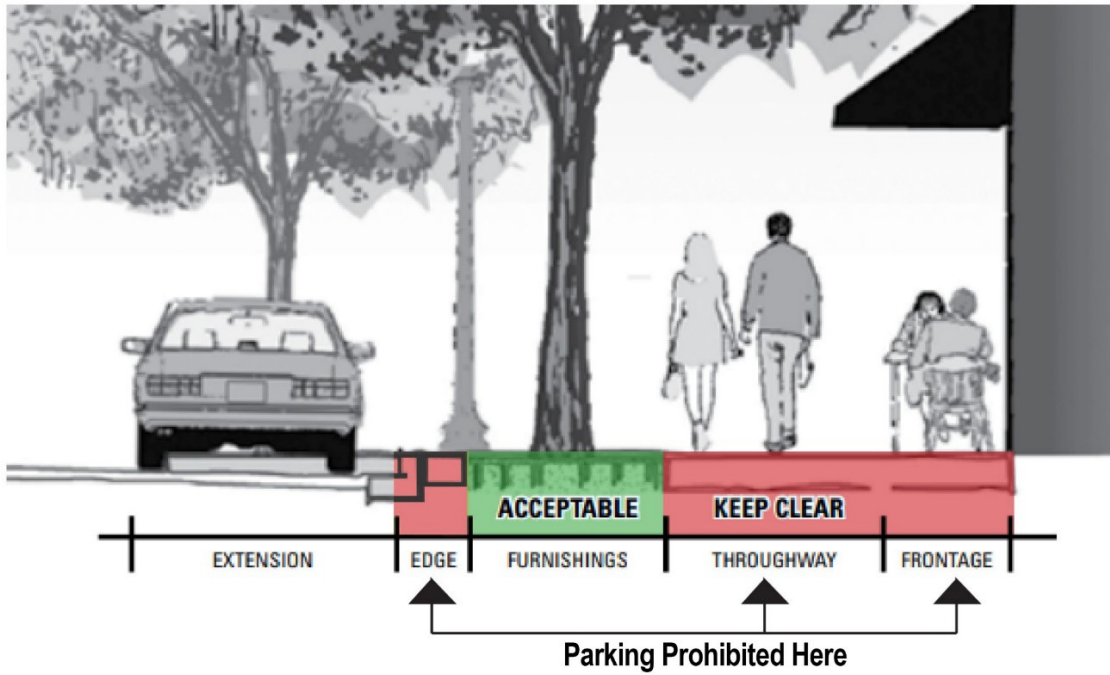 ACCEPTABLE KEEP CLEAR
EXTENSION EDGE FURNISHINGS THROUGHWAY FRONTAGE
Parking Prohibited Here